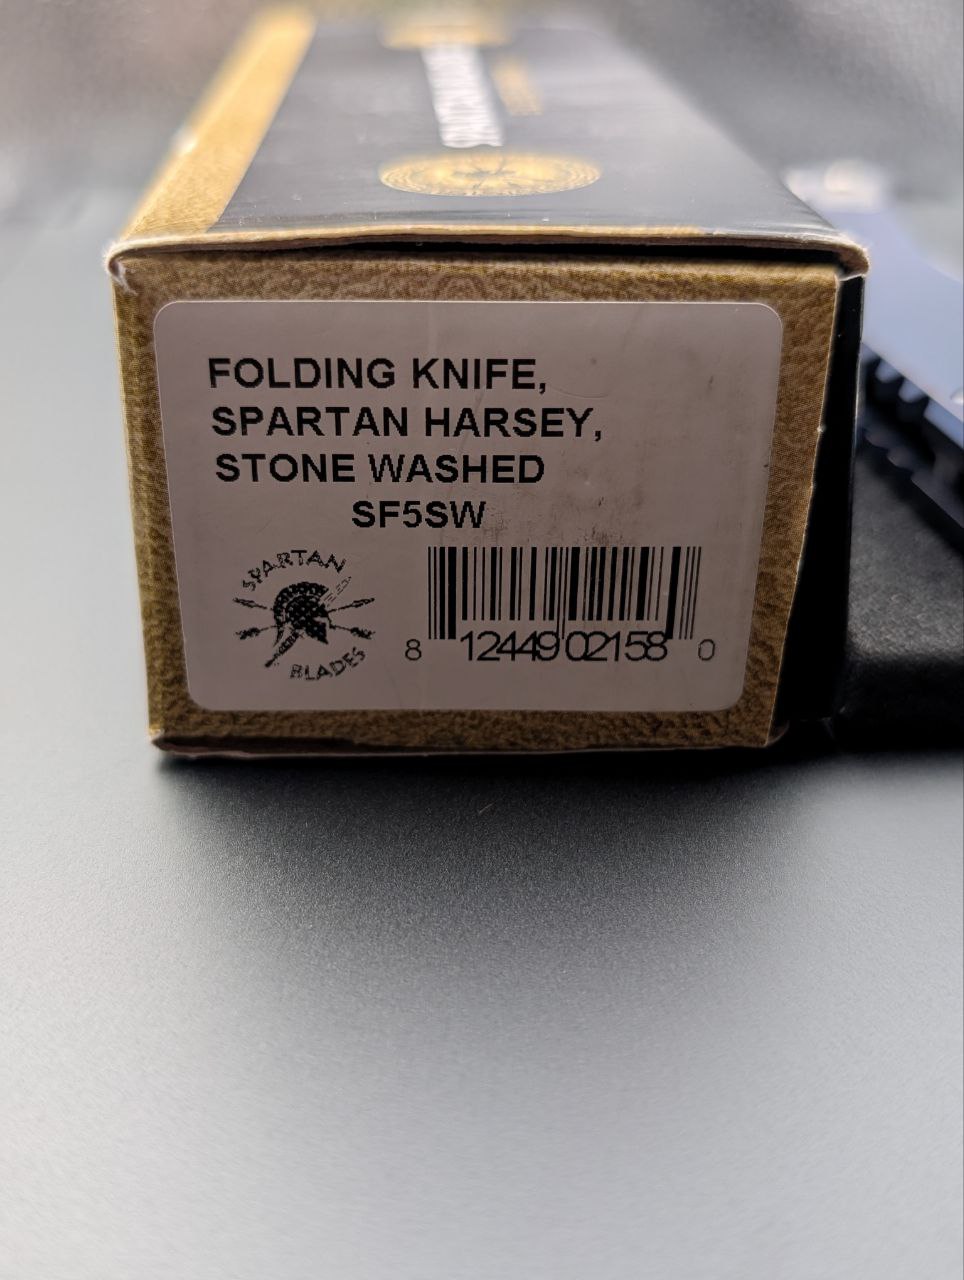 FOLDING KNIFE,
SPARTAN HARSEY,
STONE WASHED
SF5SW
SPARTAN
BLADES
8 12449 02158 0